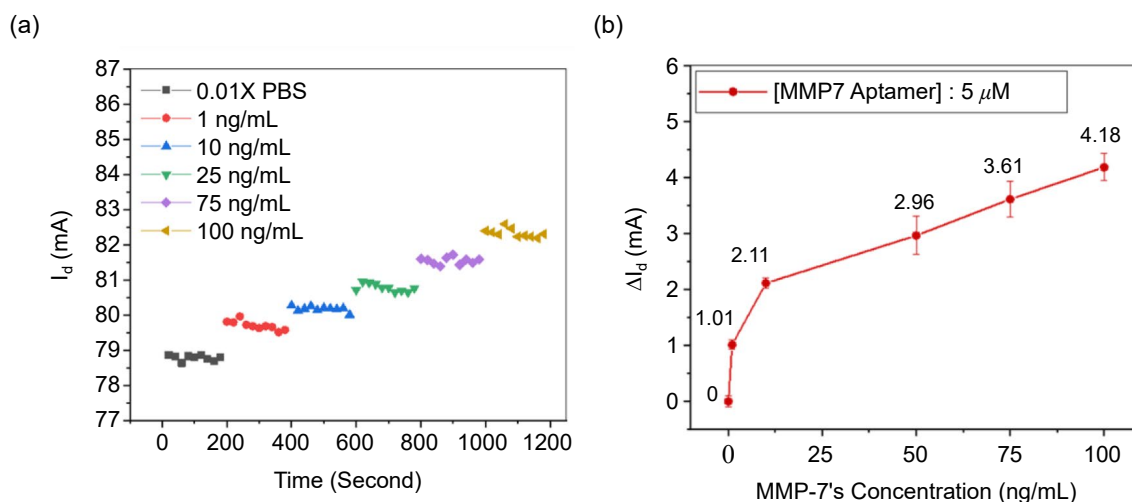 (a)
87
86
85
84
83
82
81
80
79
78
77
I_d (mA)
0.01X PBS
1 ng/mL
10 ng/mL
25 ng/mL
75 ng/mL
100 ng/mL
0 200 400 600 800 1000 1200
Time (Second)
(b)
6
5
4
3
2
1
0
ΔI_d (mA)
[MMP7 Aptamer] : 5 μM
0
1.01
2.11
2.96
3.61
4.18
0 25 50 75 100
MMP-7's Concentration (ng/mL)